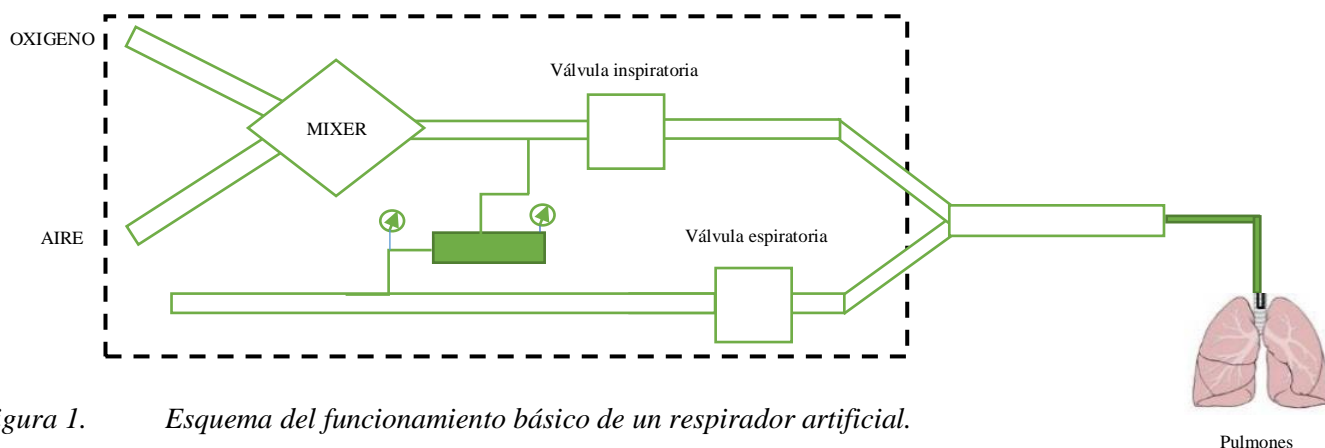 OXIGENO
Válvula inspiratoria
MIXER
AIRE
Válvula espiratoria
igura 1. Esquema del funcionamiento básico de un respirador artificial.
Pulmones